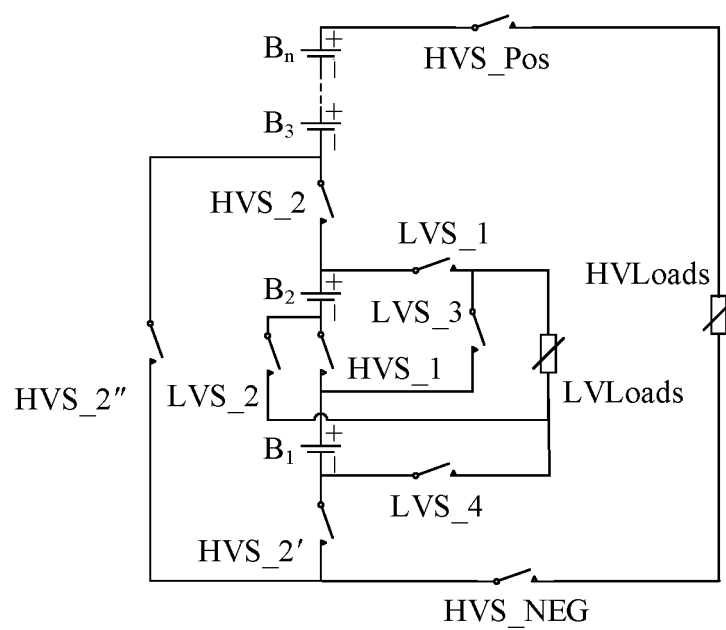 Bₙ
HVS_Pos
B₃
HVS_2
LVS_1
HVLoads
B₂
LVS_3
HVS_1
LVS_2
LVLoads
HVS_2″
B₁
LVS_4
HVS_2′
HVS_NEG